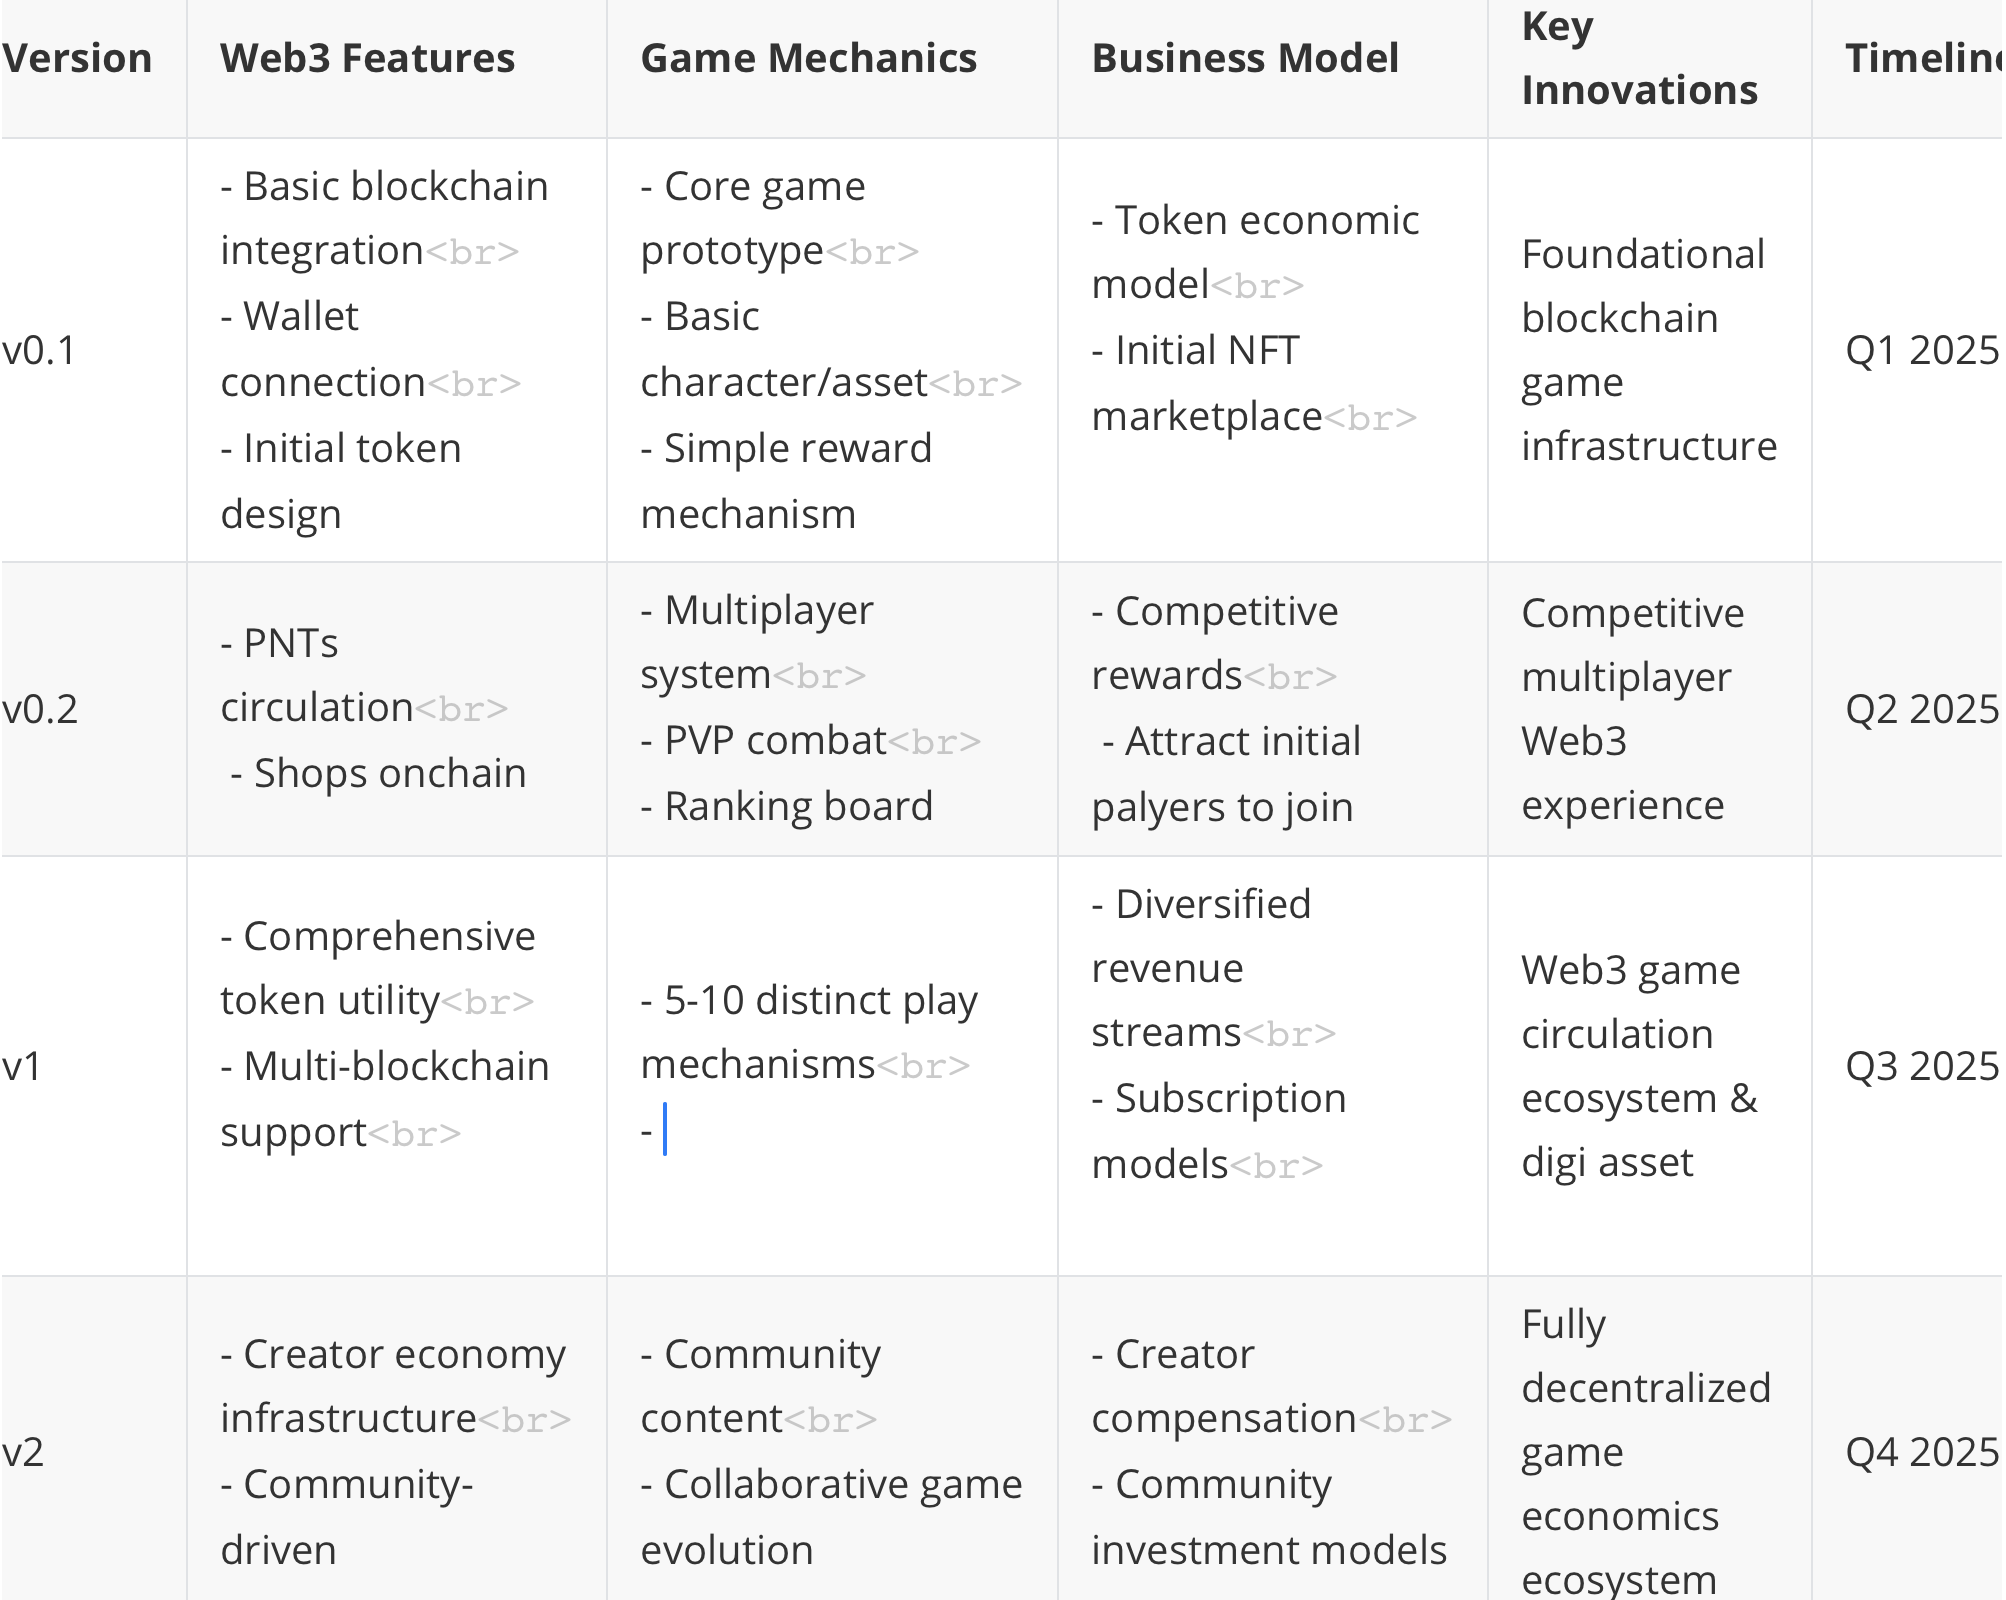 Version
Web3 Features
Game Mechanics
Business Model
Key
Innovations
Timeline
v0.1
- Basic blockchain
integration<br>
- Wallet
connection<br>
- Initial token
design
- Core game
prototype<br>
- Basic
character/asset<br>
- Simple reward
mechanism
- Token economic
model<br>
- Initial NFT
marketplace<br>
Foundational
blockchain
game
infrastructure
Q1 2025
v0.2
- PNTs
circulation<br>
- Shops onchain
- Multiplayer
system<br>
- PVP combat<br>
- Ranking board
- Competitive
rewards<br>
- Attract initial
palyers to join
Competitive
multiplayer
Web3
experience
Q2 2025
v1
- Comprehensive
token utility<br>
- Multi-blockchain
support<br>
- 5-10 distinct play
mechanisms<br>
-
- Diversified
revenue
streams<br>
- Subscription
models<br>
Web3 game
circulation
ecosystem &
digi asset
Q3 2025
v2
- Creator economy
infrastructure<br>
- Community-
driven
- Community
content<br>
- Collaborative game
evolution
- Creator
compensation<br>
- Community
investment models
Fully
decentralized
game
economics
ecosystem
Q4 2025